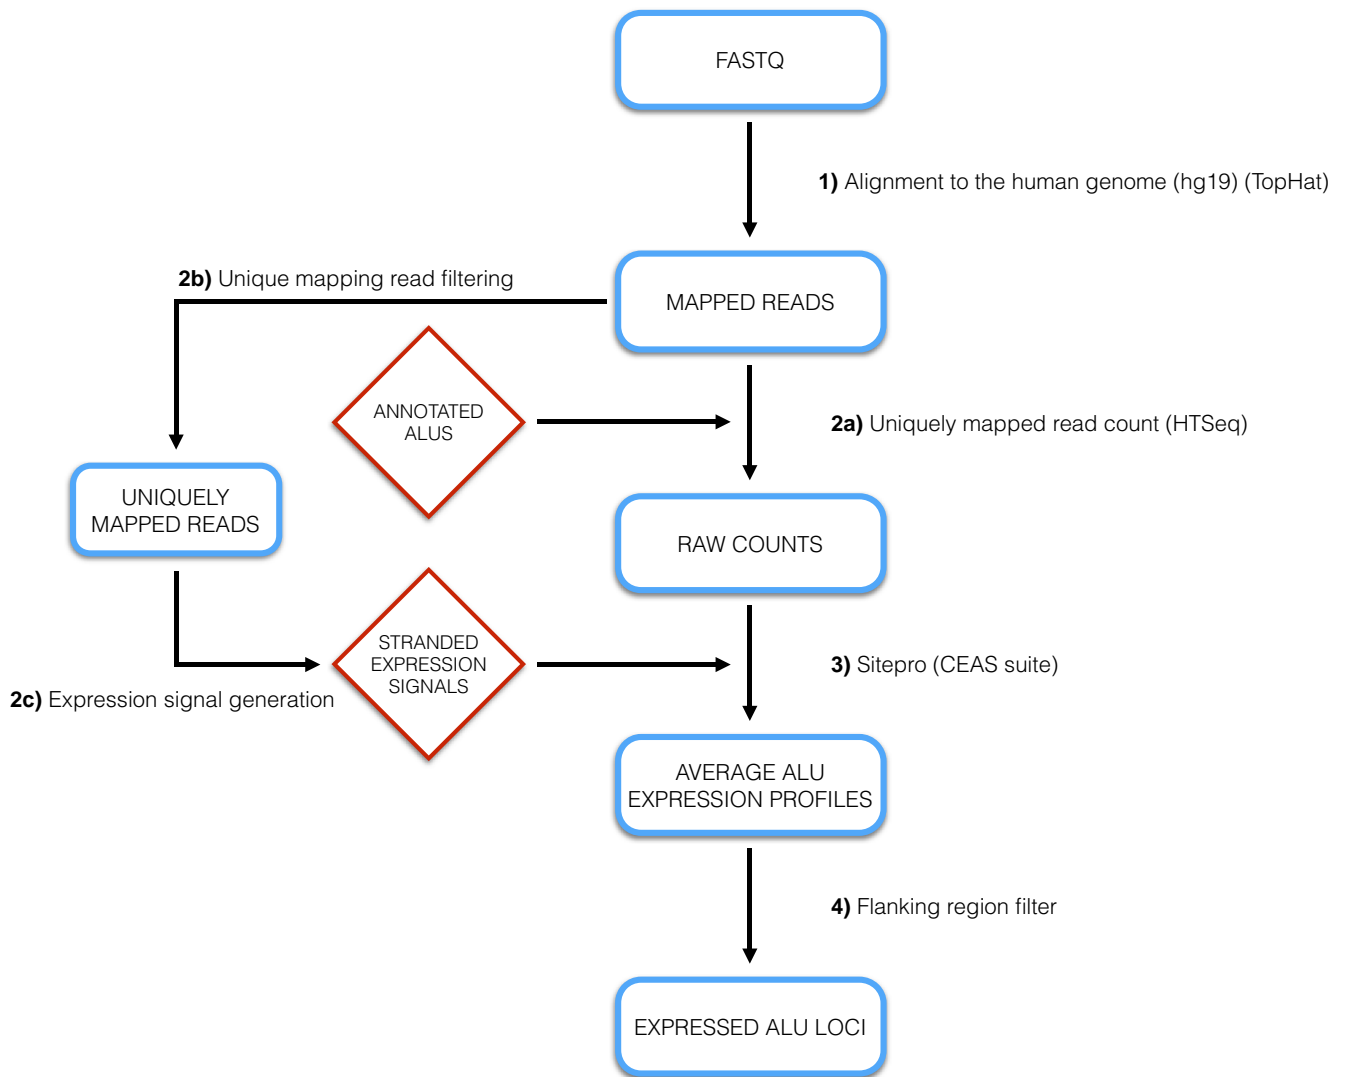 FASTQ
1) Alignment to the human genome (hg19) (TopHat)
2b) Unique mapping read filtering
MAPPED READS
ANNOTATED
ALUS
2a) Uniquely mapped read count (HTSeq)
UNIQUELY
MAPPED READS
RAW COUNTS
STRANDED
EXPRESSION
SIGNALS
3) Sitepro (CEAS suite)
2c) Expression signal generation
AVERAGE ALU
EXPRESSION PROFILES
4) Flanking region filter
EXPRESSED ALU LOCI